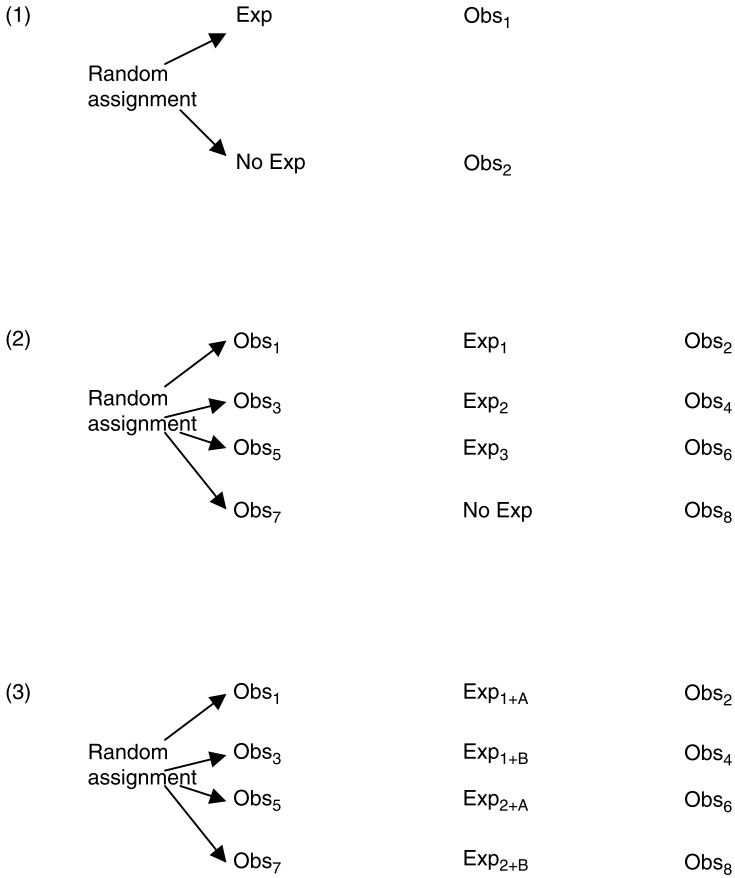 (1) Exp Obs₁
Random
assignment
No Exp Obs₂
(2) Obs₁ Exp₁ Obs₂
Random
Obs₃ Exp₂ Obs₄
assignment
Obs₅ Exp₃ Obs₆
Obs₇ No Exp Obs₈
(3) Obs₁ Exp₁₊A Obs₂
Random
Obs₃ Exp₁₊B Obs₄
assignment
Obs₅ Exp₂₊A Obs₆
Obs₇ Exp₂₊B Obs₈